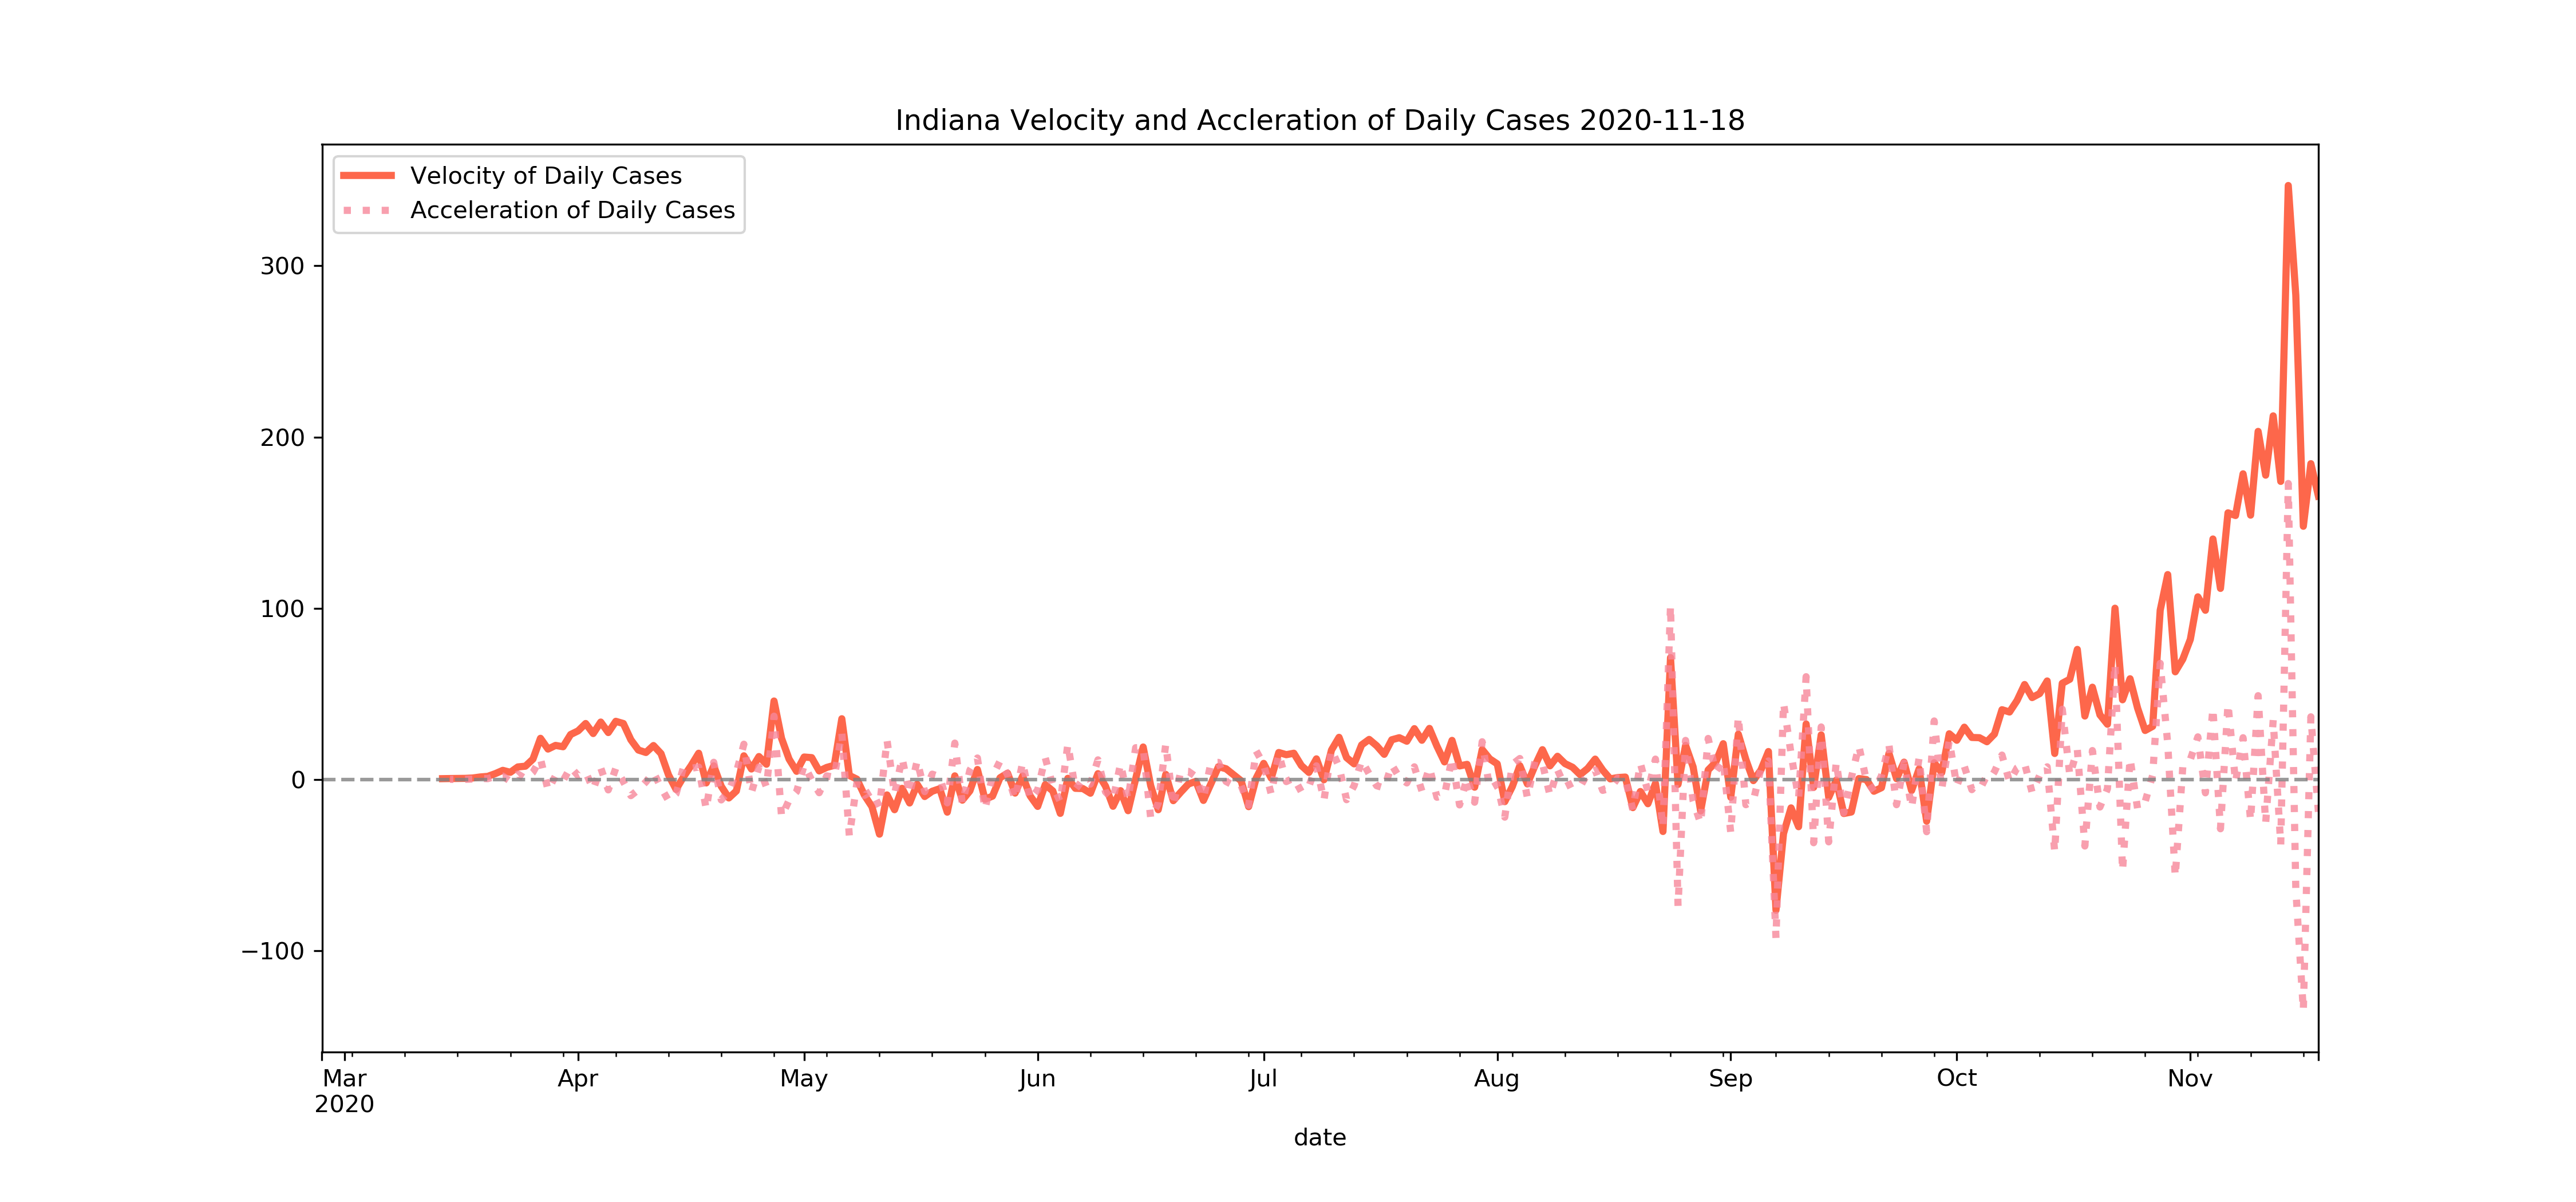 Indiana Velocity and Accleration of Daily Cases 2020-11-18
Velocity of Daily Cases
Acceleration of Daily Cases
300
200
100
0
−100
Mar Apr May Jun Jul Aug Sep Oct Nov
2020
date